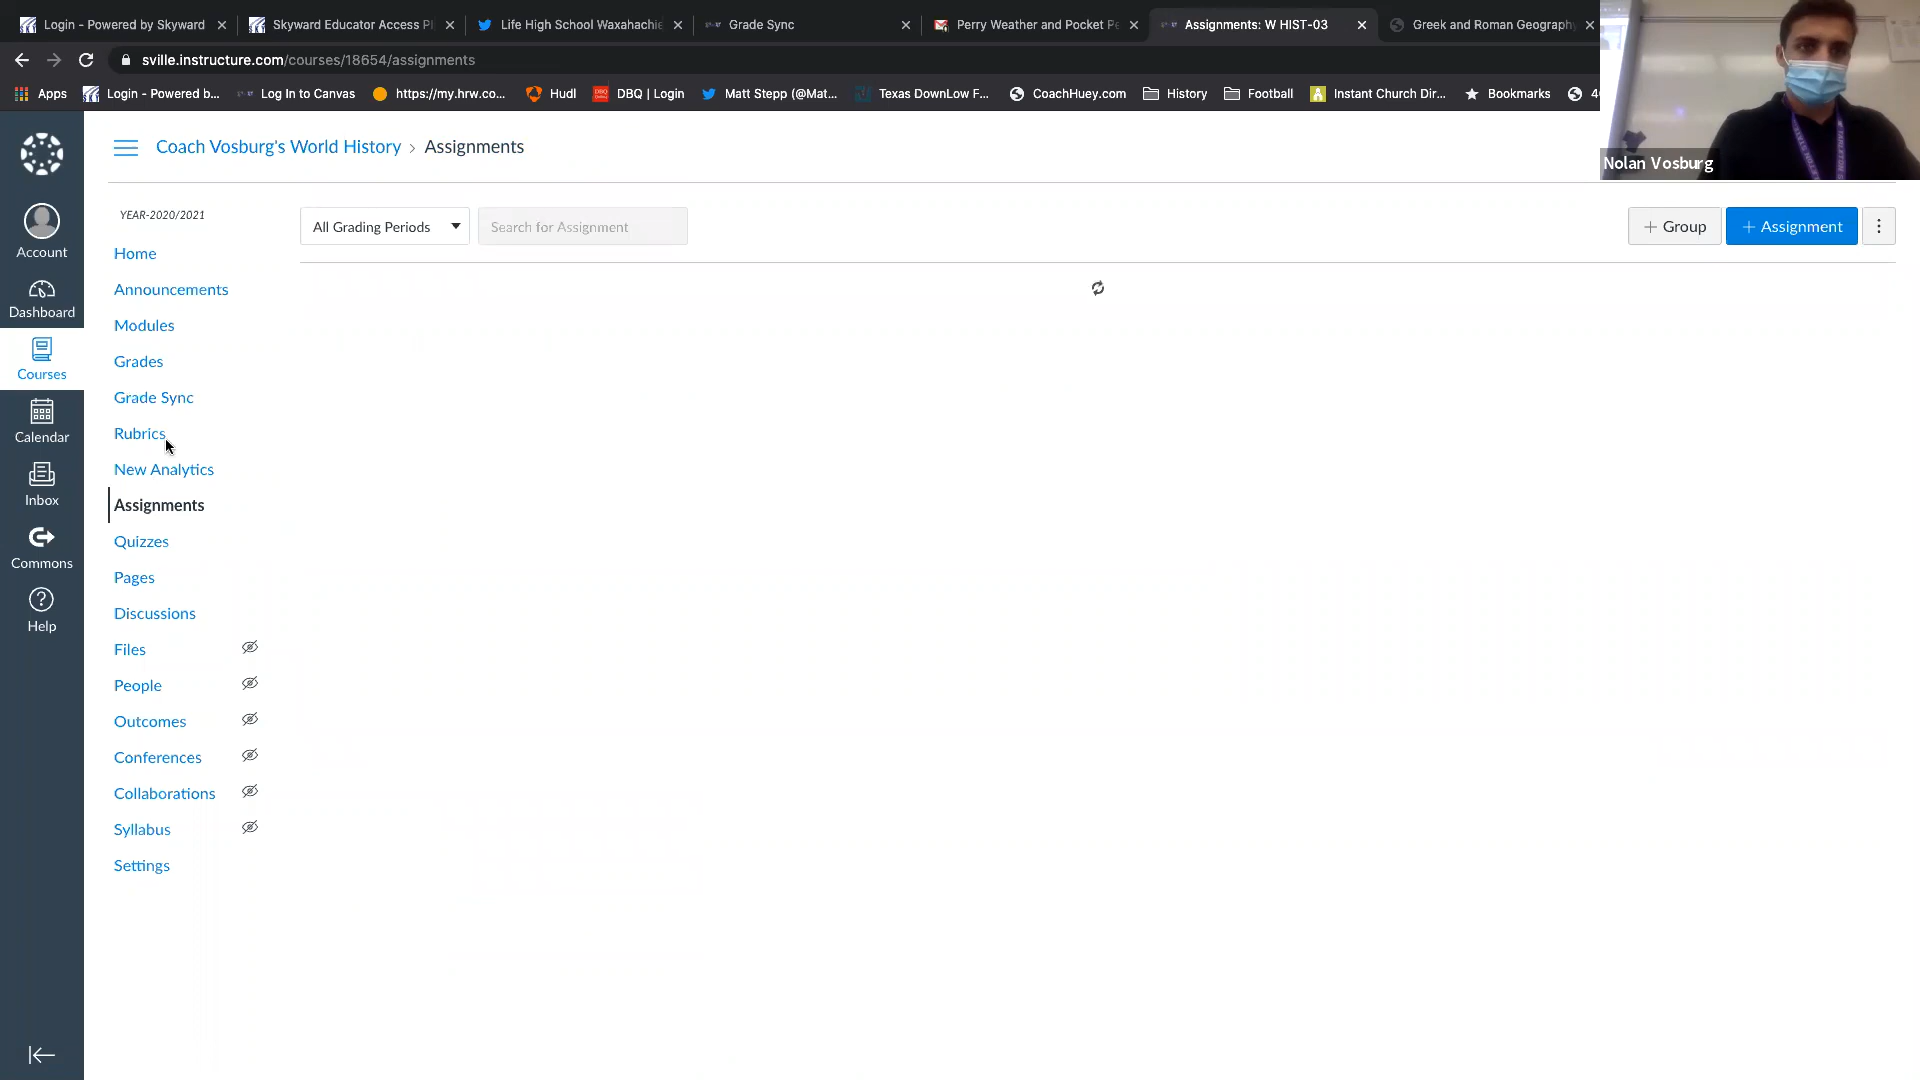 Login - Powered by Skyward
Skyward Educator Access Pl
Life High School Waxahachie
Grade Sync
Perry Weather and Pocket Pe
Assignments: W HIST-03
Greek and Roman Geography
sville.instructure.com/courses/18654/assignments
Apps
Login - Powered b...
Log In to Canvas
https://my.hrw.co...
Hudl
DBQ | Login
Matt Stepp (@Mat...
Texas DownLow F...
CoachHuey.com
History
Football
Instant Church Dir...
Bookmarks
Nolan Vosburg
Coach Vosburg's World History › Assignments
Account
Dashboard
Courses
Calendar
Inbox
Commons
Help
YEAR-2020/2021
Home
Announcements
Modules
Grades
Grade Sync
Rubrics
New Analytics
Assignments
Quizzes
Pages
Discussions
Files
People
Outcomes
Conferences
Collaborations
Syllabus
Settings
All Grading Periods
Search for Assignment
+ Group
+ Assignment